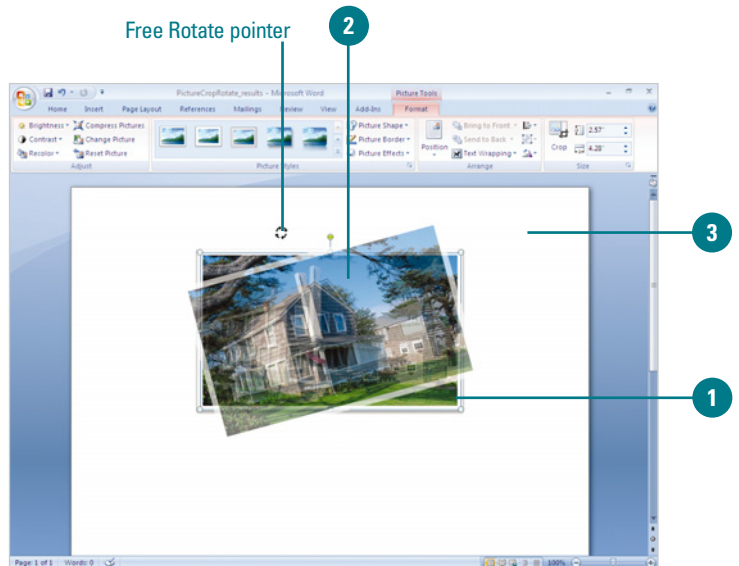 Free Rotate pointer
2
PictureCropRotate_results - Microsoft Word
Picture Tools
Home Insert Page Layout References Mailings Review View Add-Ins Format
Brightness Compress Pictures
Contrast Change Picture
Recolor Reset Picture
Adjust
Picture Styles
Picture Shape
Picture Border
Picture Effects
Position
Bring to Front
Send to Back
Text Wrapping
Arrange
Crop
2.57"
4.28"
Size
3
1
Page: 1 of 1 Words: 0
100%